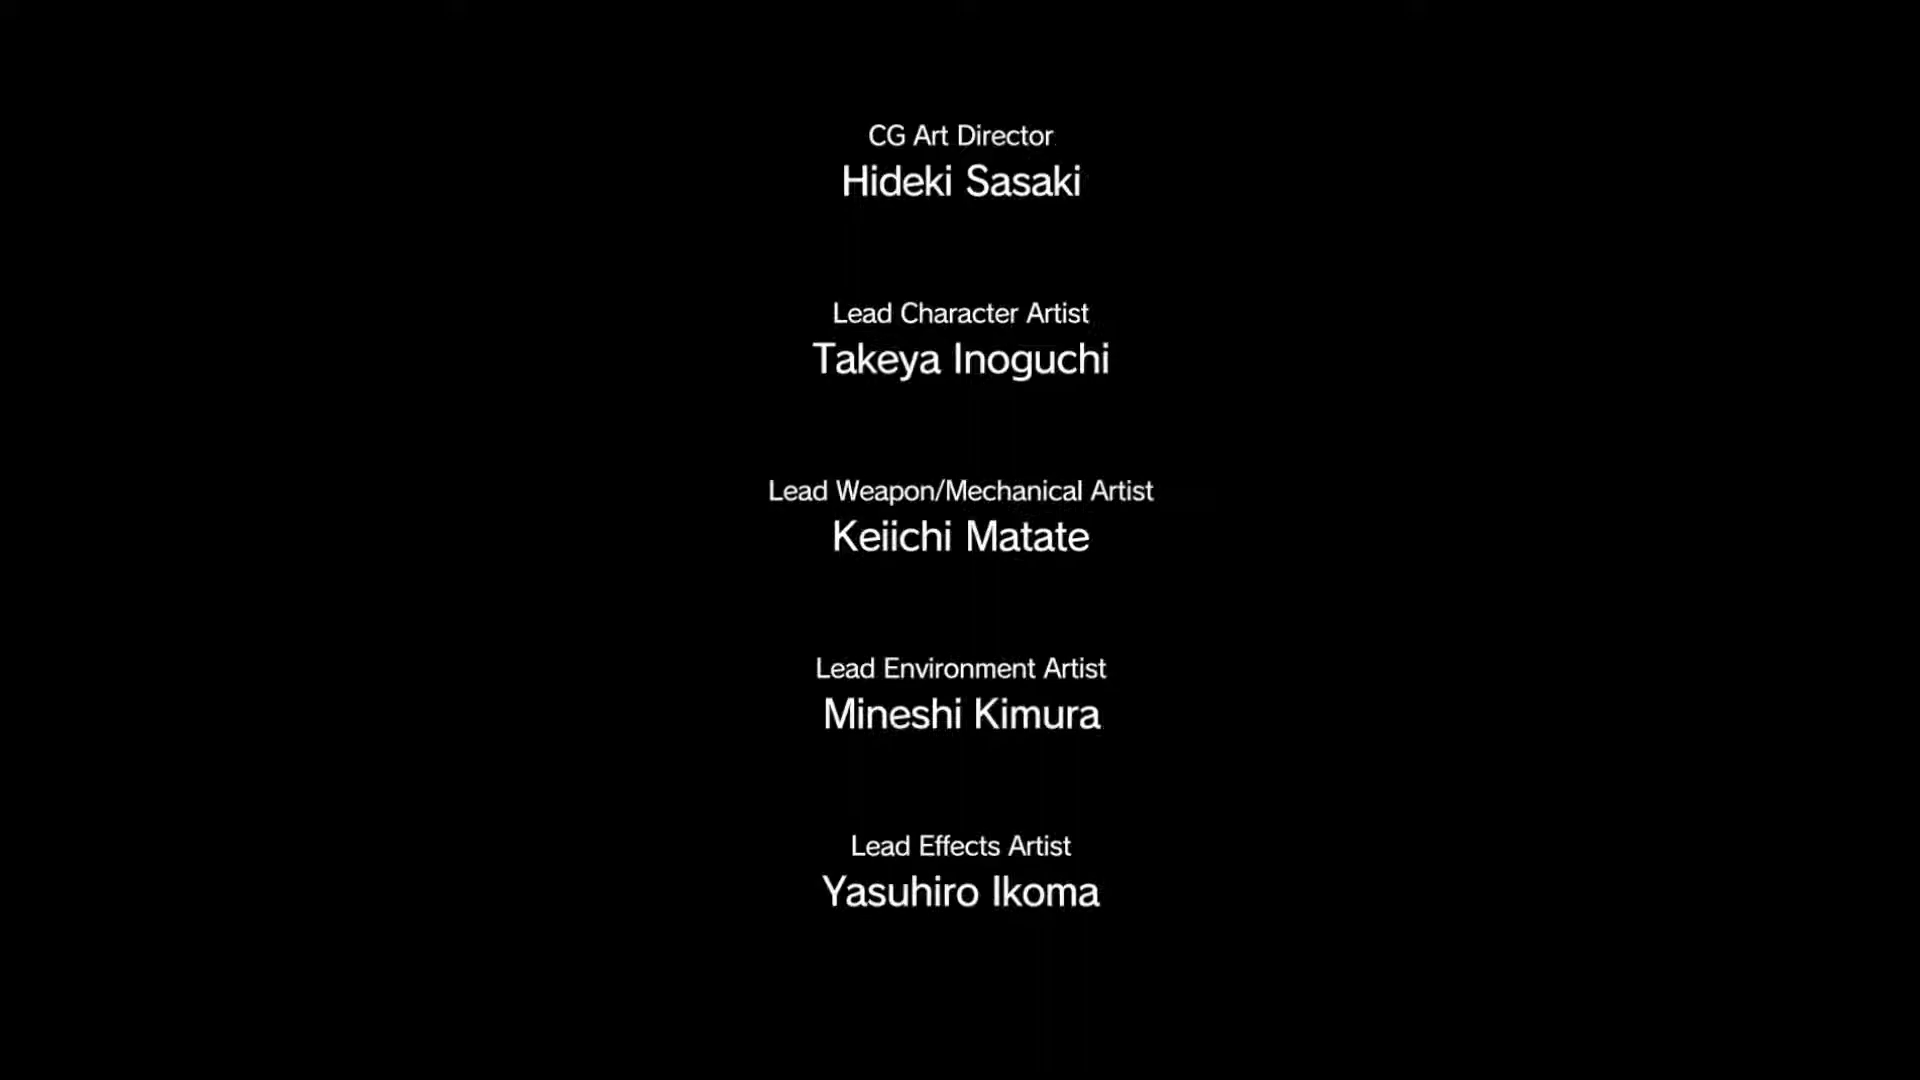 CG Art Director
Hideki Sasaki
Lead Character Artist
Takeya Inoguchi
Lead Weapon/Mechanical Artist
Keiichi Matate
Lead Environment Artist
Mineshi Kimura
Lead Effects Artist
Yasuhiro Ikoma